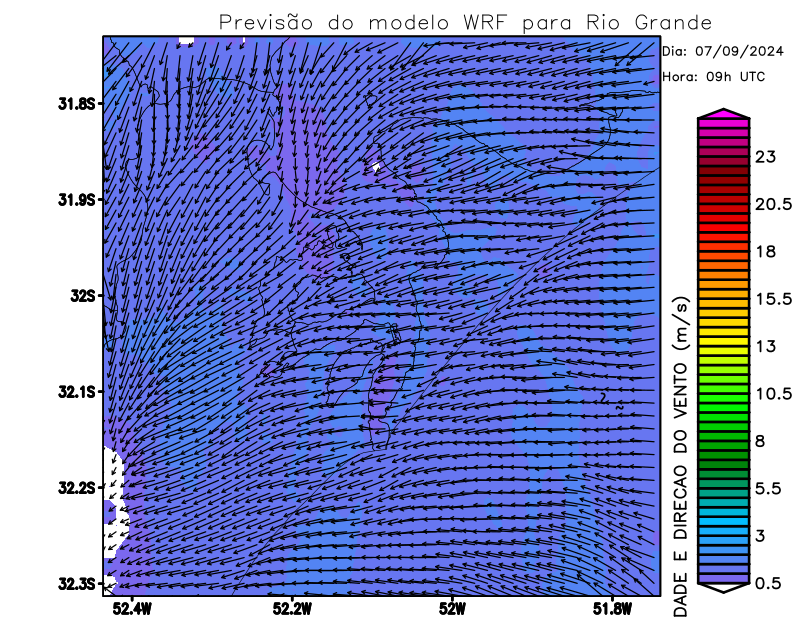 Previsão do modelo WRF para Rio Grande
Dia: 07/09/2024
Hora: 09h UTC
31.8S
31.9S
32S
32.1S
32.2S
32.3S
52.4W
52.2W
52W
51.8W
23
20.5
18
15.5
13
10.5
8
5.5
3
0.5
DADE E DIRECAO DO VENTO (m/s)